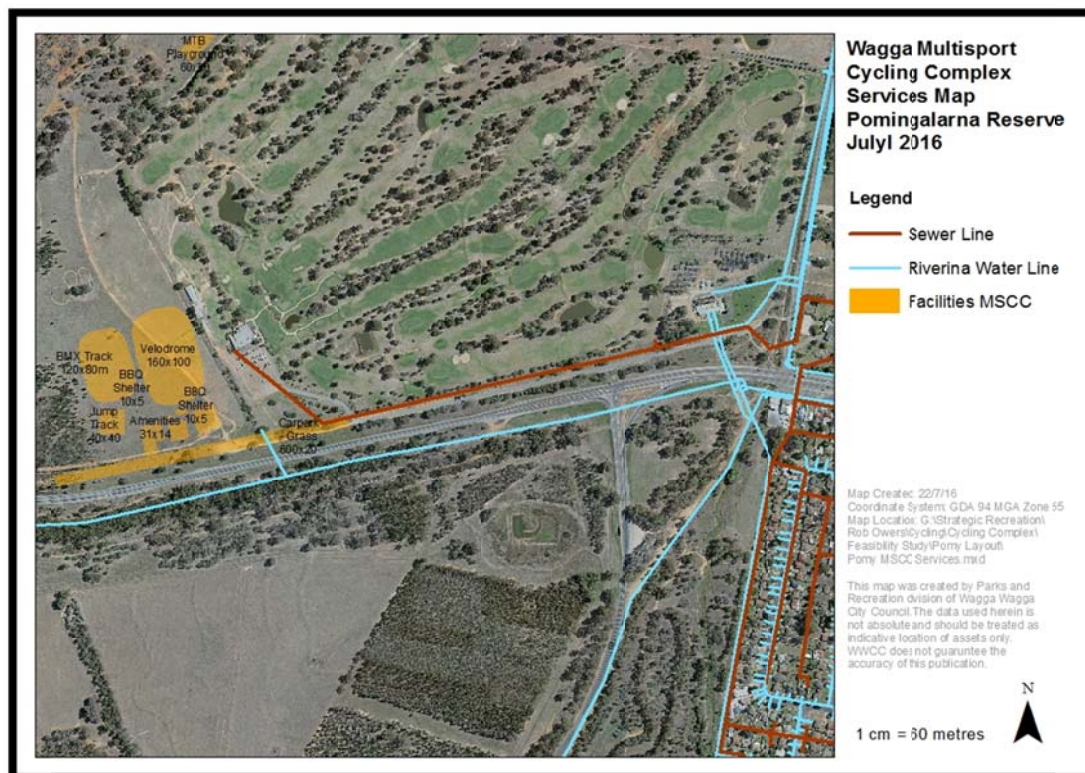 Wagga Multisport
Cycling Complex
Services Map
Pomingalarna Reserve
Julyl 2016
Legend
Sewer Line
Riverina Water Line
Facilities MSCC
MTB
Playground
BMX Track
120x80m
Velodrome
160x100
BBQ
Shelter
10x5
BBQ
Shelter
10x5
Jump
Track
40x40
Amenities
31x14
Carpark
- Grass
600x20
Map Created: 22/7/16
Coordinate System: GDA 94 MGA Zone 55
Map Location: G:\Strategic Recreation\
Rob Owers\Cycling\Cycling Complex\
Feasibility Study\Pomy Layout\
Pomy MSCC Services.mxd
This map was created by Parks and
Recreation division of Wagga Wagga
City Council.The data used herein is
not absolute and should be treated as
indicative location of assets only.
WWCC does not guaruntee the
accuracy of this publication.
N
1 cm = 60 metres